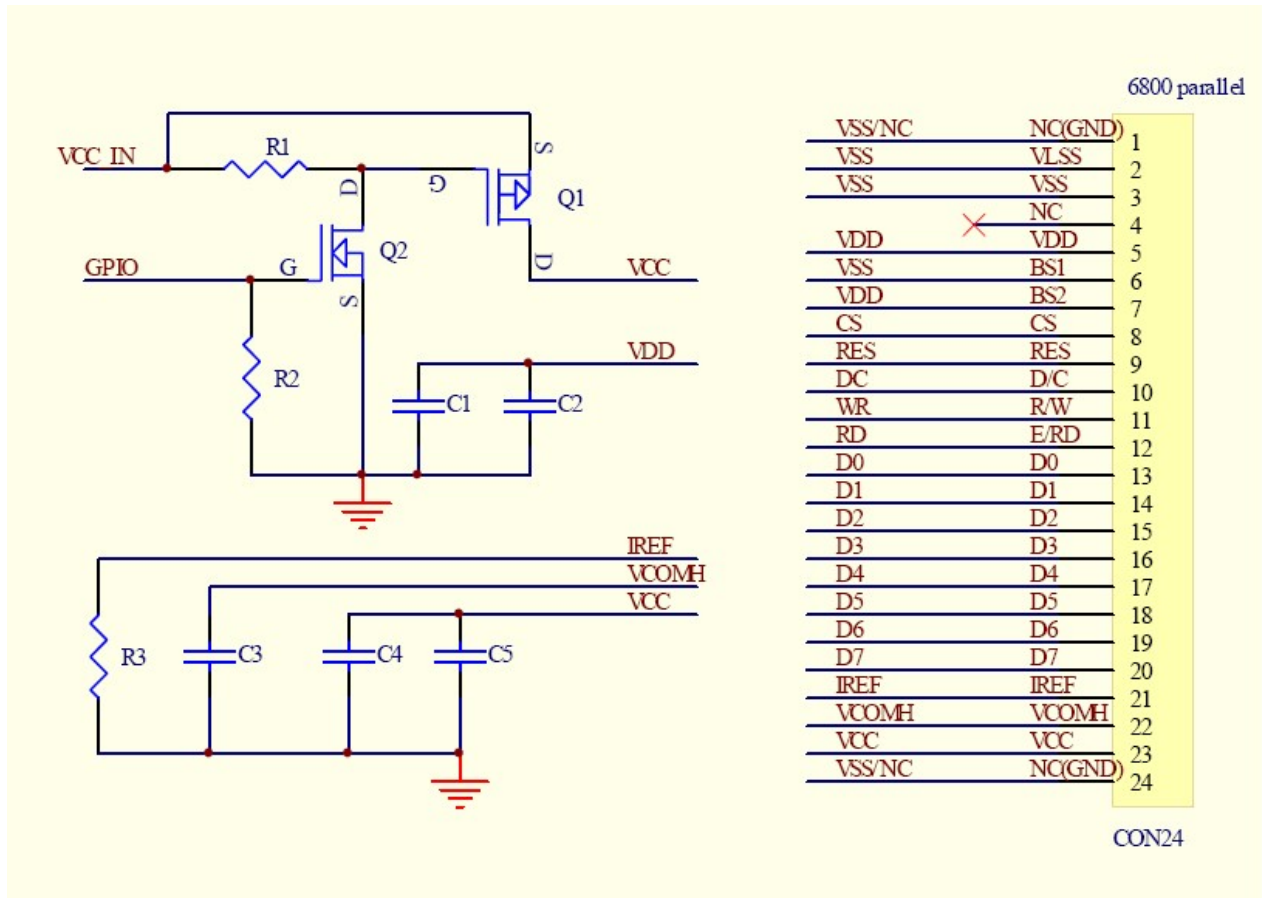 6800 parallel
VCC_IN
R1
S
D
G
Q1
Q2
GPIO
G
S
D
VCC
R2
VDD
C1
C2
IREF
VCOMH
VCC
R3
C3
C4
C5
VSS/NC NC(GND) 1
VSS VLSS 2
VSS VSS 3
NC 4
VDD VDD 5
VSS BS1 6
VDD BS2 7
CS CS 8
RES RES 9
DC D/C 10
WR R/W 11
RD E/RD 12
D0 D0 13
D1 D1 14
D2 D2 15
D3 D3 16
D4 D4 17
D5 D5 18
D6 D6 19
D7 D7 20
IREF IREF 21
VCOMH VCOMH 22
VCC VCC 23
VSS/NC NC(GND) 24
CON24